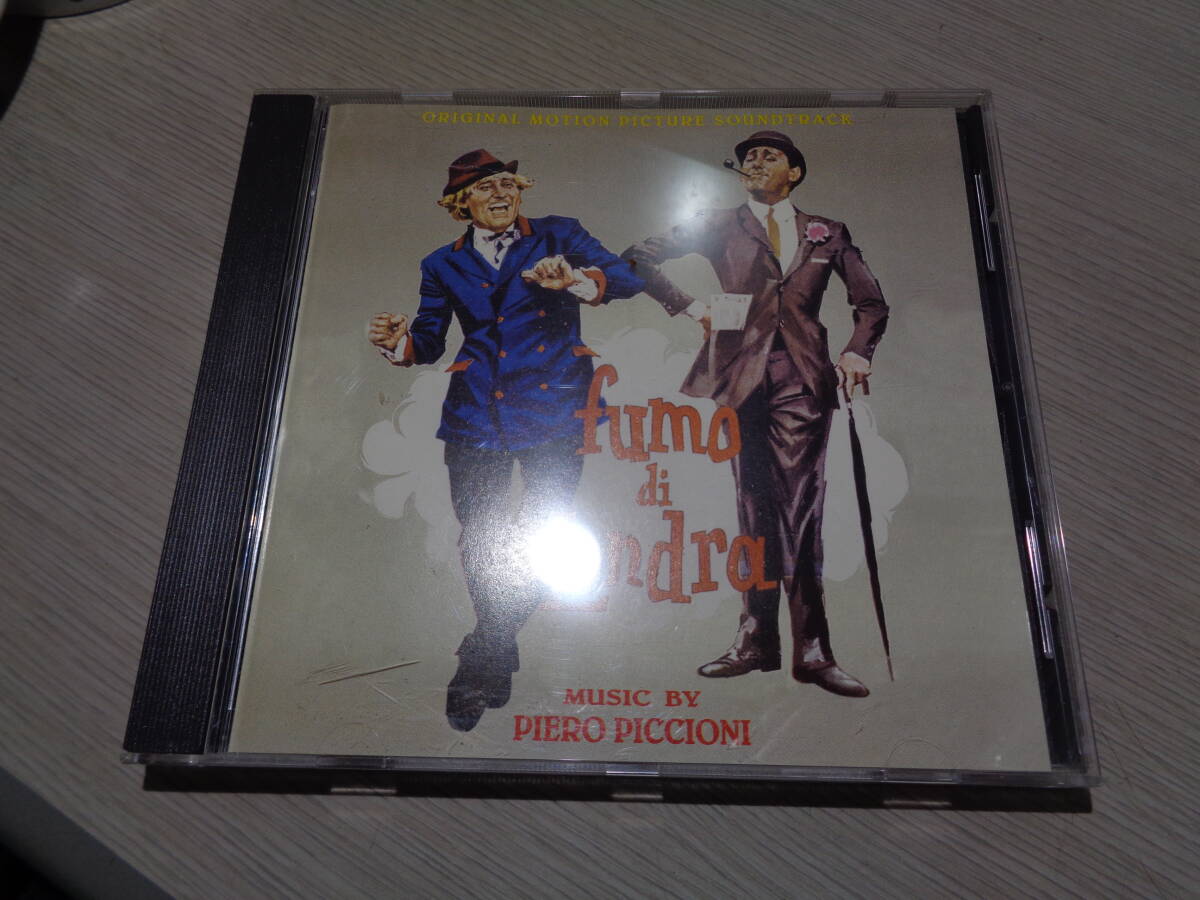 ORIGINAL MOTION PICTURE SOUNDTRACK
fumo
di
MUSIC BY
PIERO PICCIONI